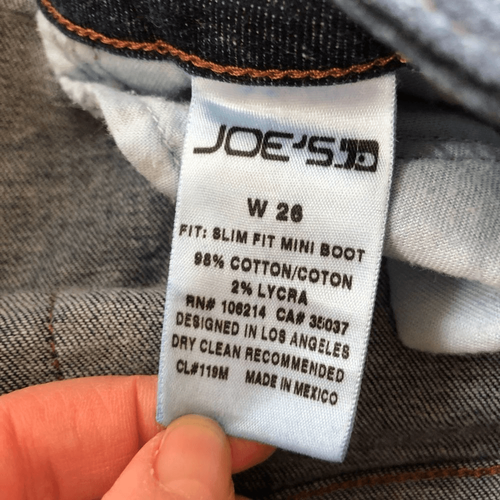 JOE'S
W 26
FIT: SLIM FIT MINI BOOT
98% COTTON/COTON
2% LYCRA
RN# 106214 CA# 35037
DESIGNED IN LOS ANGELES
DRY CLEAN RECOMMENDED
CL#119M MADE IN MEXICO